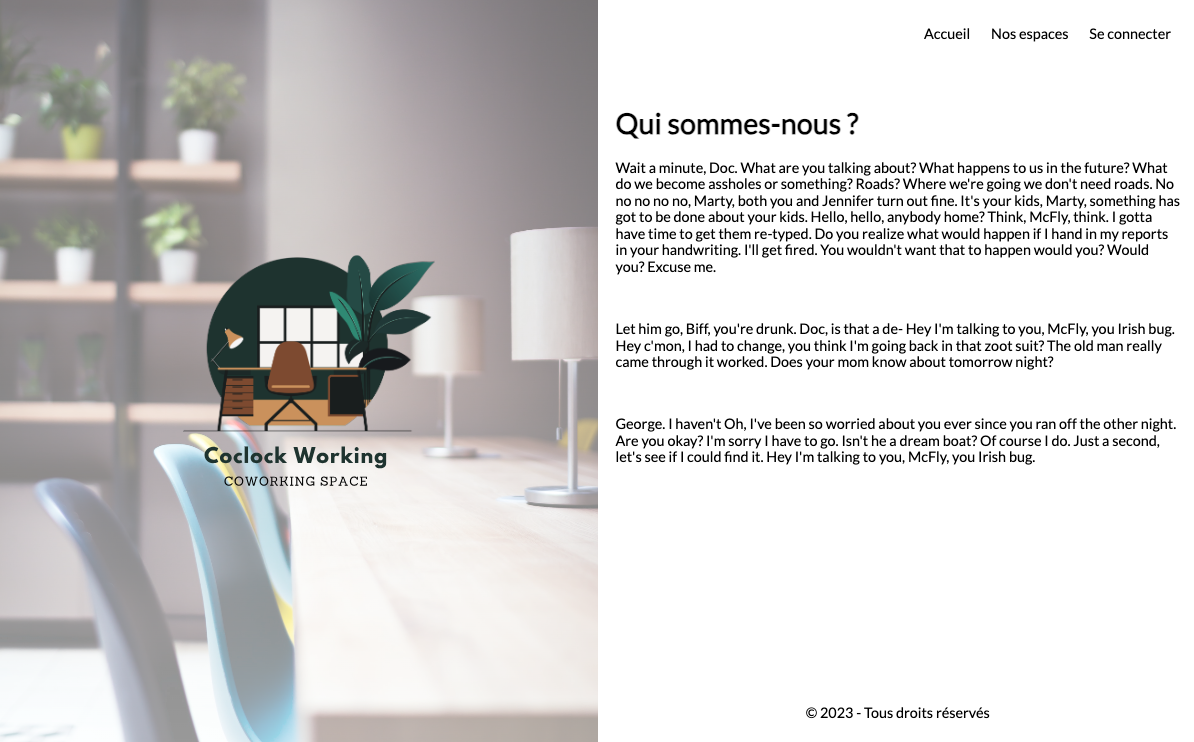 Accueil Nos espaces Se connecter
Qui sommes-nous ?
Wait a minute, Doc. What are you talking about? What happens to us in the future? What
do we become assholes or something? Roads? Where we're going we don't need roads. No
no no no no, Marty, both you and Jennifer turn out fine. It's your kids, Marty, something has
got to be done about your kids. Hello, hello, anybody home? Think, McFly, think. I gotta
have time to get them re-typed. Do you realize what would happen if I hand in my reports
in your handwriting. I'll get fired. You wouldn't want that to happen would you? Would
you? Excuse me.
Let him go, Biff, you're drunk. Doc, is that a de- Hey I'm talking to you, McFly, you Irish bug.
Hey c'mon, I had to change, you think I'm going back in that zoot suit? The old man really
came through it worked. Does your mom know about tomorrow night?
George. I haven't Oh, I've been so worried about you ever since you ran off the other night.
Are you okay? I'm sorry I have to go. Isn't he a dream boat? Of course I do. Just a second,
let's see if I could find it. Hey I'm talking to you, McFly, you Irish bug.
Coclock Working
COWORKING SPACE
© 2023 - Tous droits réservés